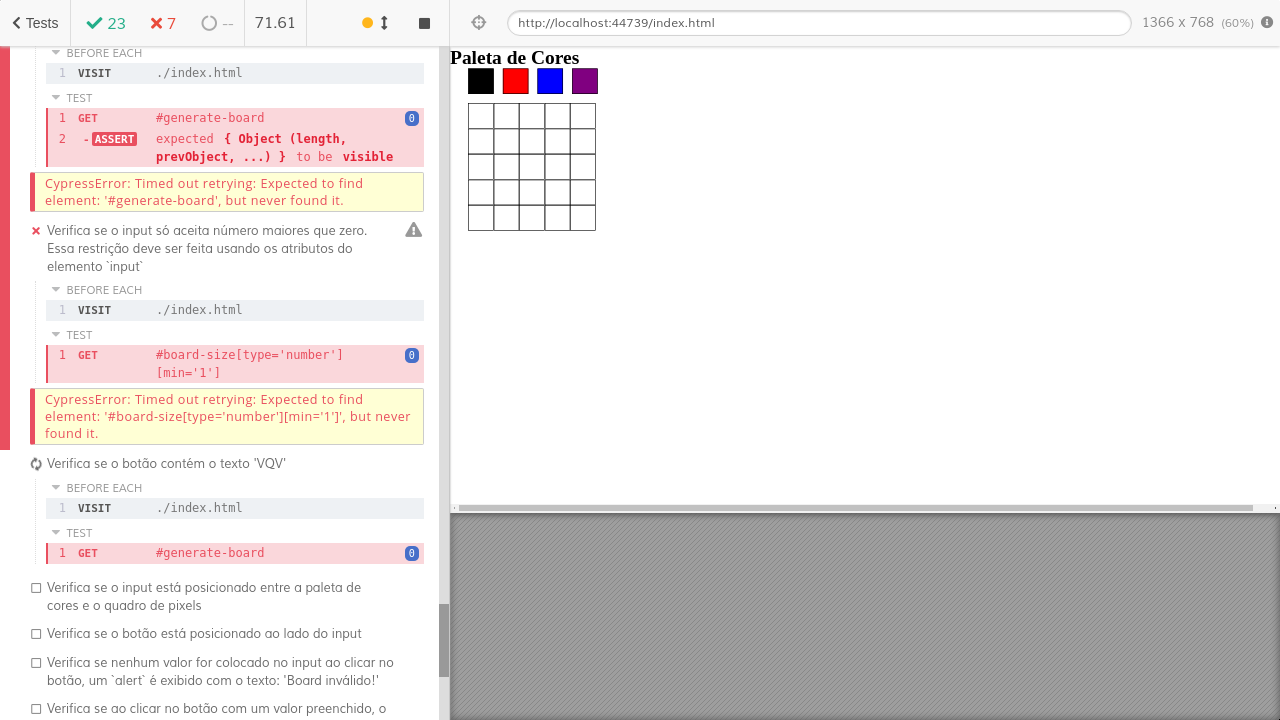 Tests
23
7
--
71.61
http://localhost:44739/index.html
1366 x 768 (60%)
BEFORE EACH
1 VISIT ./index.html
TEST
1 GET #generate-board 0
2 -ASSERT expected { Object (length,
prevObject, ...) } to be visible
CypressError: Timed out retrying: Expected to find
element: '#generate-board', but never found it.
Verifica se o input só aceita número maiores que zero.
Essa restrição deve ser feita usando os atributos do
elemento `input`
BEFORE EACH
1 VISIT ./index.html
TEST
1 GET #board-size[type='number'] 0
[min='1']
CypressError: Timed out retrying: Expected to find
element: '#board-size[type='number'][min='1']', but never
found it.
Verifica se o botão contém o texto 'VQV'
BEFORE EACH
1 VISIT ./index.html
TEST
1 GET #generate-board 0
Verifica se o input está posicionado entre a paleta de
cores e o quadro de pixels
Verifica se o botão está posicionado ao lado do input
Verifica se nenhum valor for colocado no input ao clicar no
botão, um `alert` é exibido com o texto: 'Board inválido!'
Verifica se ao clicar no botão com um valor preenchido, o
Paleta de Cores